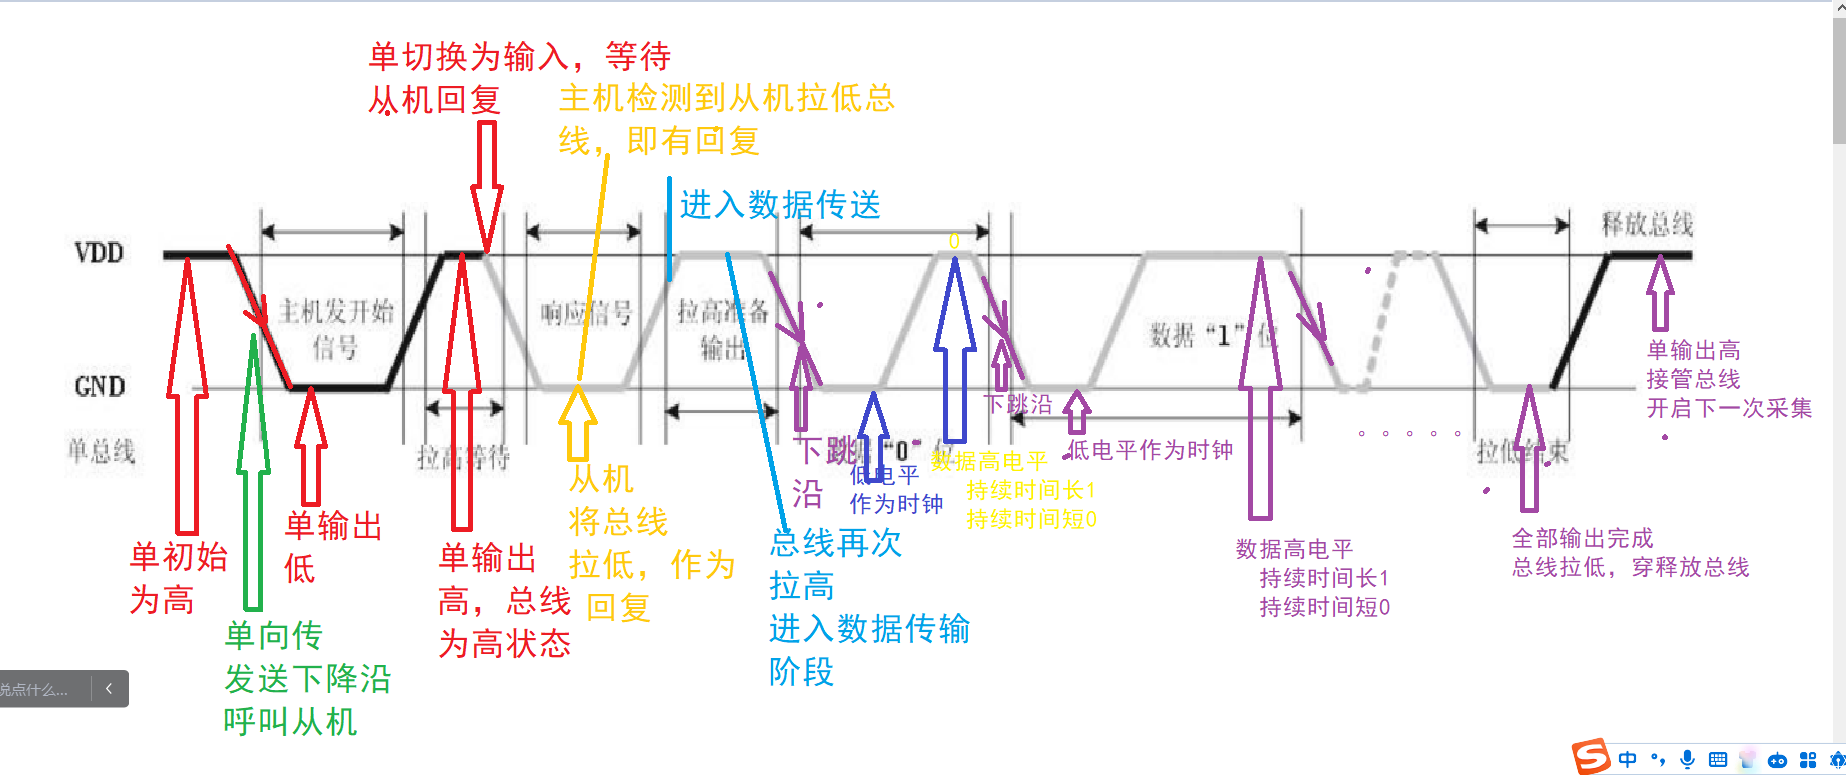 单切换为输入，等待
从机回复
主机检测到从机拉低总
线，即有回复
进入数据传送
释放总线
VDD
0
主机发开始
信号
响应信号
拉高准备
输出
数据“1”位
单输出高
接管总线
开启下一次采集
GND
下跳沿
单总线
拉高等待
下跳
沿
“0”位
低电平
作为时钟
数据高电平
持续时间长1
持续时间短0
低电平作为时钟
拉低结束
从机
将总线
拉低，作为
回复
单初始
为高
单输出
低
单输出
高，总线
为高状态
总线再次
拉高
进入数据传输
阶段
数据高电平
持续时间长1
持续时间短0
全部输出完成
总线拉低，穿释放总线
单向传
发送下降沿
呼叫从机
说点什么...
中